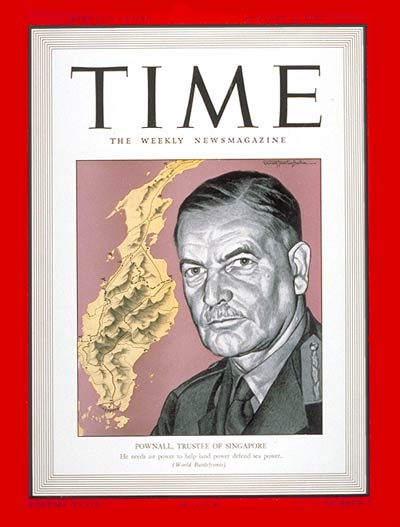 TIME
THE WEEKLY NEWSMAGAZINE
POWNALL, TRUSTEE OF SINGAPORE
He needs air power to help land power defend sea power.
(World Battlefronts)